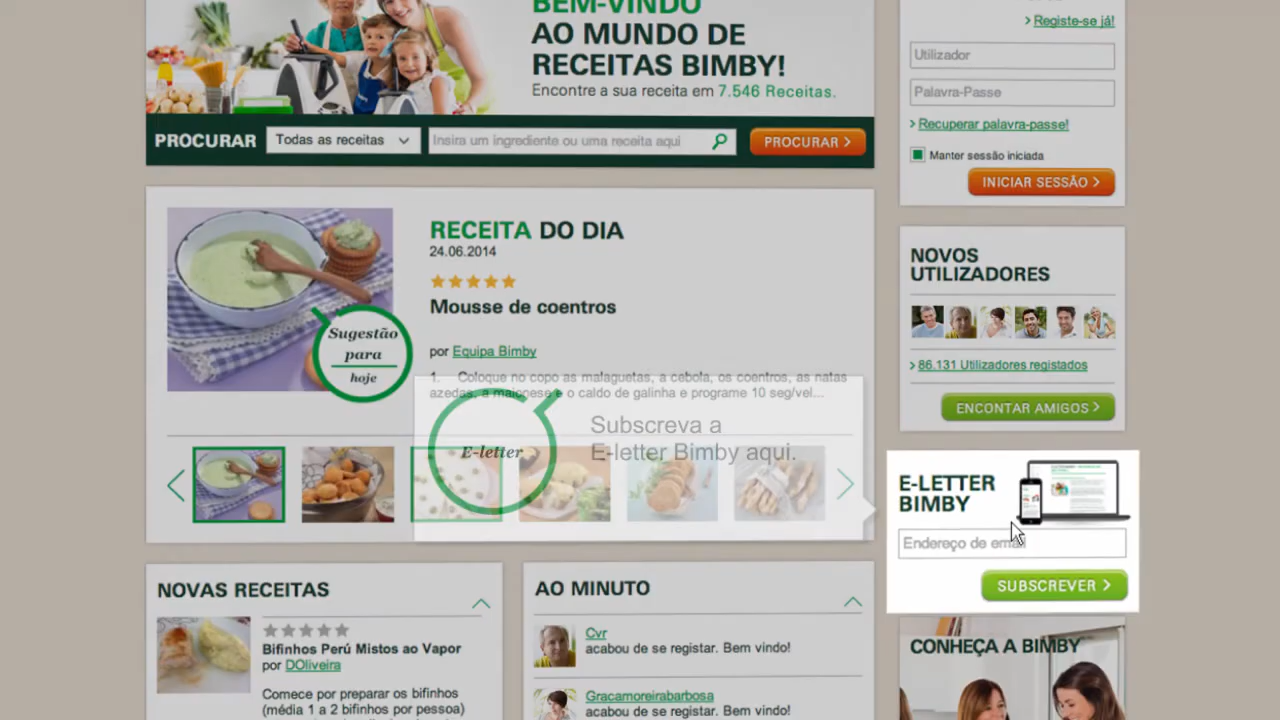 BEM-VINDO
AO MUNDO DE
RECEITAS BIMBY!
Encontre a sua receita em 7.546 Receitas.
PROCURAR
Todas as receitas
Insira um ingrediente ou uma receita aqui
PROCURAR
Registe-se já!
Utilizador
Palavra-Passe
Recuperar palavra-passe!
Manter sessão iniciada
INICIAR SESSÃO
RECEITA DO DIA
24.06.2014
Mousse de coentros
por Equipa Bimby
1. Coloque no copo as malaguetas, a cebola, os coentros, as natas
azedas, a maionese e o caldo de galinha e programe 10 seg/vel...
Sugestão
para
hoje
E-letter
Subscreva a
E-letter Bimby aqui.
NOVOS
UTILIZADORES
86.131 Utilizadores registados
ENCONTAR AMIGOS
E-LETTER
BIMBY
Endereço de email
SUBSCREVER
NOVAS RECEITAS
Bifinhos Perú Mistos ao Vapor
por DOliveira
Comece por preparar os bifinhos
(média 1 a 2 bifinhos por pessoa)
AO MINUTO
Cvr
acabou de se registar. Bem vindo!
Gracamoreirabarbosa
acabou de se registar. Bem vindo!
CONHEÇA A BIMBY